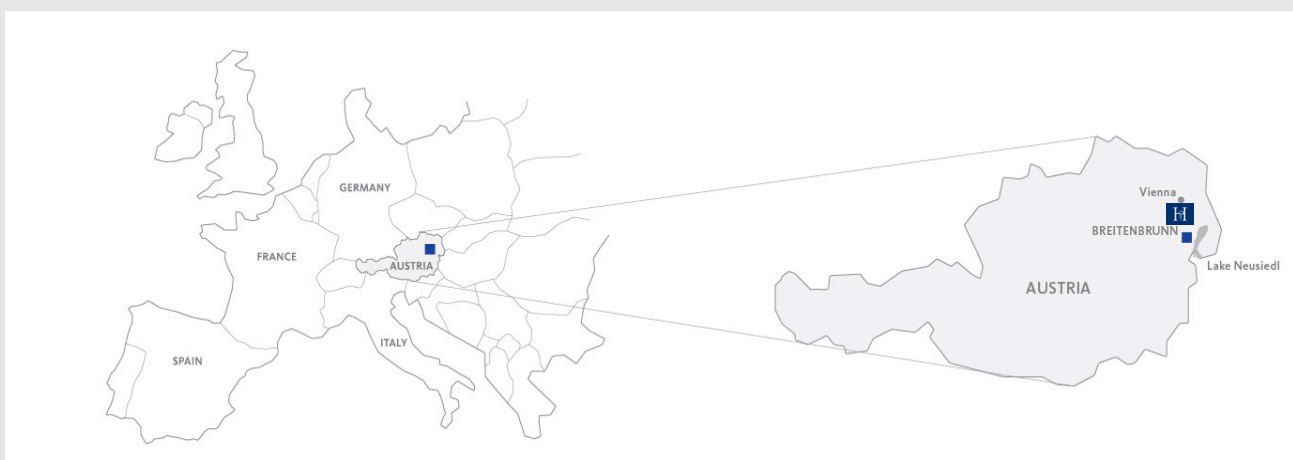 GERMANY
FRANCE
AUSTRIA
ITALY
SPAIN
Vienna
H
BREITENBRUNN
Lake Neusiedl
AUSTRIA